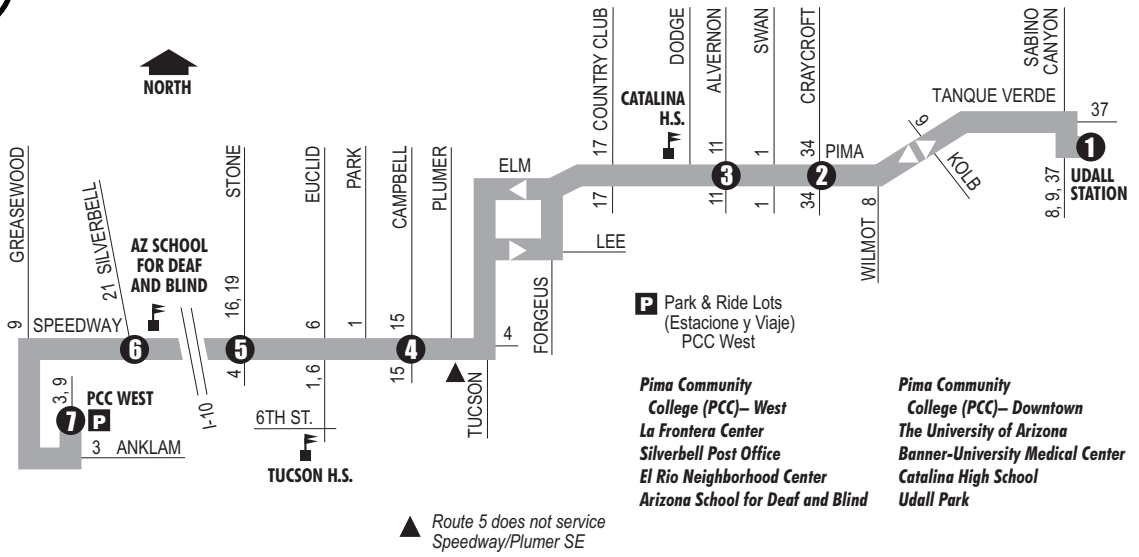 NORTH
GREASEWOOD
9
21 SILVERBELL
SPEEDWAY
AZ SCHOOL
FOR DEAF
AND BLIND
6
I-10
STONE
16, 19
5
4
EUCLID
6
1, 6
PARK
1
CAMPBELL
15
4
15
PLUMER
4
TUCSON
3, 9
7
PCC WEST
P
3 ANKLAM
6TH ST.
TUCSON H.S.
ELM
LEE
FORGEUS
COUNTRY CLUB
17
17
DODGE
CATALINA
H.S.
ALVERNON
11
3
11
SWAN
1
1
CRAYCROFT
34
2
34
PIMA
WILMOT 8
9
KOLB
TANQUE VERDE
SABINO
CANYON
37
1
UDALL
STATION
8, 9, 37
P Park & Ride Lots
(Estacione y Viaje)
PCC West
Pima Community
College (PCC)– West
La Frontera Center
Silverbell Post Office
El Rio Neighborhood Center
Arizona School for Deaf and Blind
Pima Community
College (PCC)– Downtown
The University of Arizona
Banner-University Medical Center
Catalina High School
Udall Park
Route 5 does not service
Speedway/Plumer SE